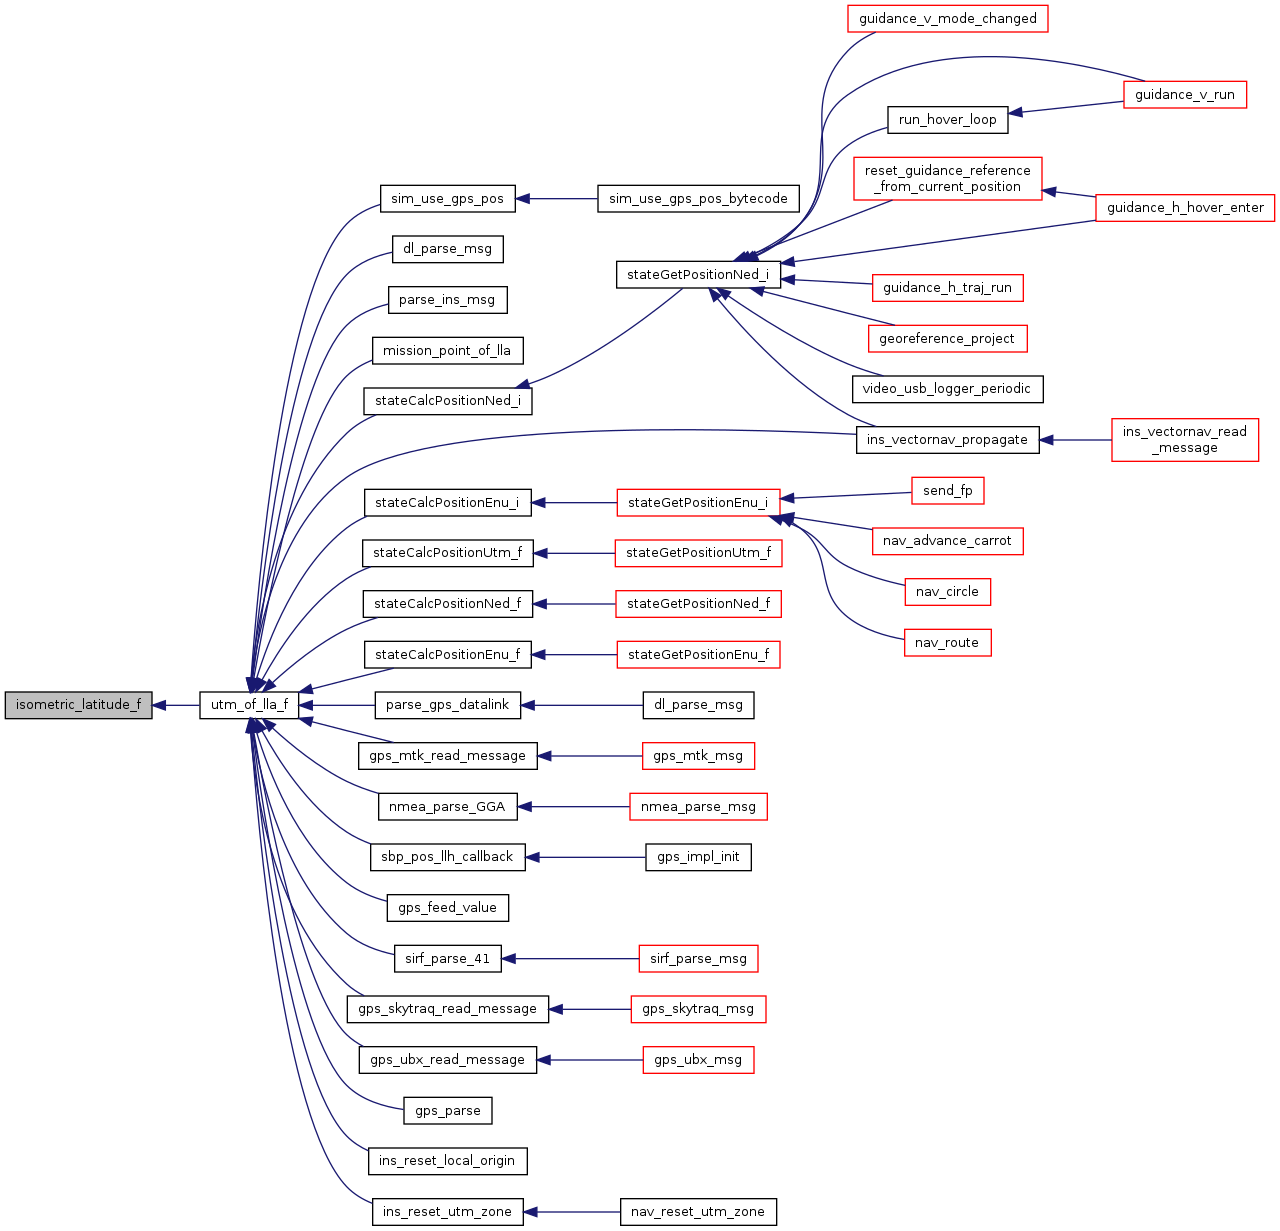 guidance_v_mode_changed
guidance_v_run
run_hover_loop
reset_guidance_reference
_from_current_position
sim_use_gps_pos
sim_use_gps_pos_bytecode
guidance_h_hover_enter
dl_parse_msg
stateGetPositionNed_i
guidance_h_traj_run
parse_ins_msg
georeference_project
mission_point_of_lla
video_usb_logger_periodic
stateCalcPositionNed_i
ins_vectornav_propagate
ins_vectornav_read
_message
stateCalcPositionEnu_i
stateGetPositionEnu_i
send_fp
nav_advance_carrot
stateCalcPositionUtm_f
stateGetPositionUtm_f
nav_circle
stateCalcPositionNed_f
stateGetPositionNed_f
nav_route
stateCalcPositionEnu_f
stateGetPositionEnu_f
isometric_latitude_f
utm_of_lla_f
parse_gps_datalink
dl_parse_msg
gps_mtk_read_message
gps_mtk_msg
nmea_parse_GGA
nmea_parse_msg
sbp_pos_llh_callback
gps_impl_init
gps_feed_value
sirf_parse_41
sirf_parse_msg
gps_skytraq_read_message
gps_skytraq_msg
gps_ubx_read_message
gps_ubx_msg
gps_parse
ins_reset_local_origin
ins_reset_utm_zone
nav_reset_utm_zone